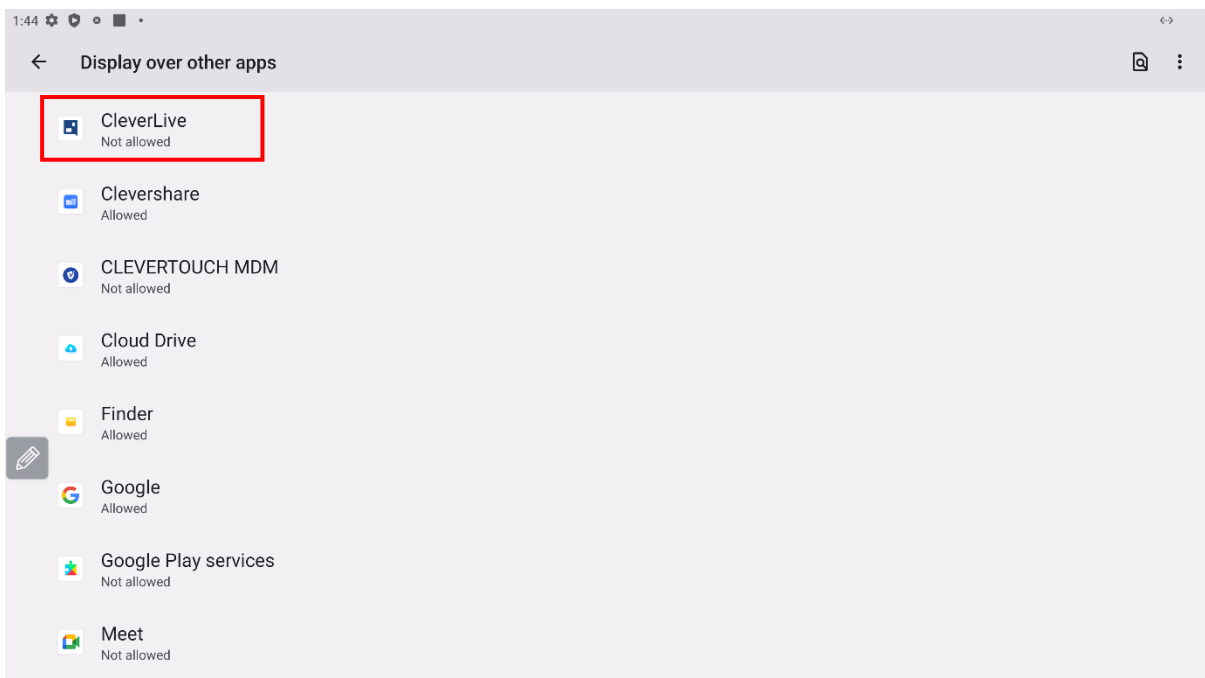 1:44
Display over other apps
CleverLive
Not allowed
Clevershare
Allowed
CLEVERTOUCH MDM
Not allowed
Cloud Drive
Allowed
Finder
Allowed
Google
Allowed
Google Play services
Not allowed
Meet
Not allowed